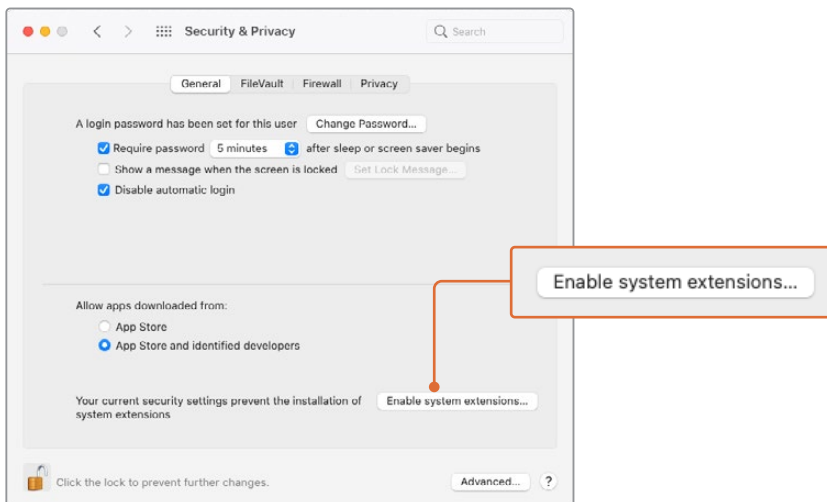 Security & Privacy
Search
General FileVault Firewall Privacy
A login password has been set for this user Change Password...
Require password 5 minutes after sleep or screen saver begins
Show a message when the screen is locked Set Lock Message...
Disable automatic login
Allow apps downloaded from:
App Store
App Store and identified developers
Enable system extensions...
Your current security settings prevent the installation of Enable system extensions...
system extensions
Click the lock to prevent further changes. Advanced... ?